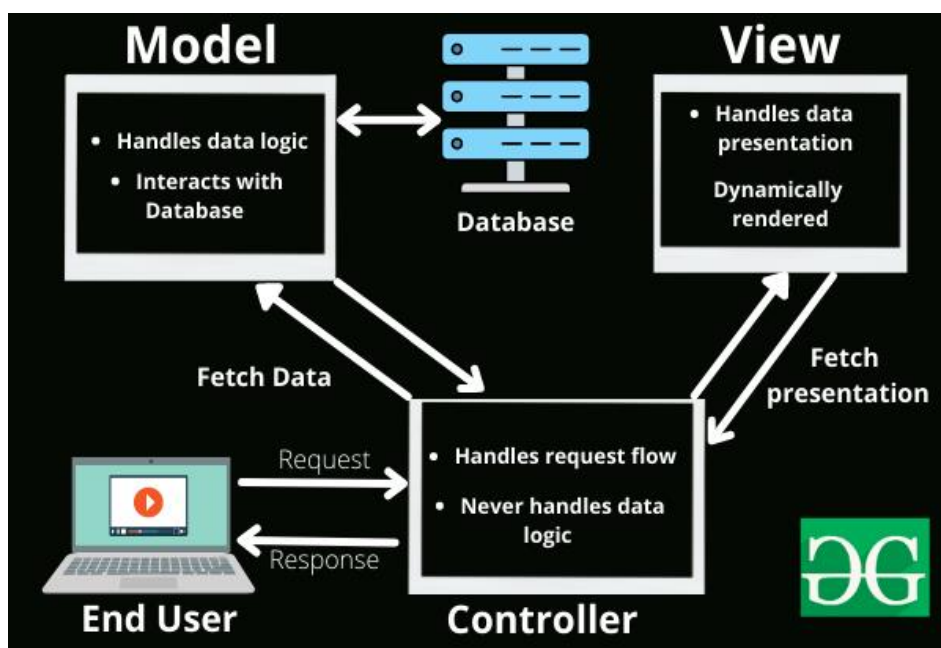 Model
View
• Handles data logic
• Interacts with
Database
Database
• Handles data
presentation
Dynamically
rendered
Fetch Data
Fetch
presentation
Request
Response
• Handles request flow
• Never handles data
logic
End User
Controller